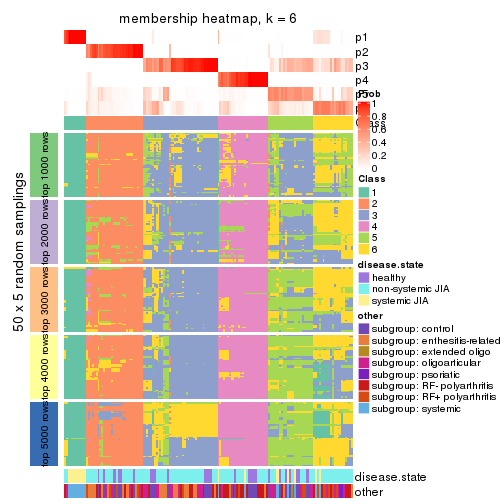 membership heatmap, k = 6
p1
p2
p3
p4
Prob
1
0.8
0.6
0.4
0.2
0
Class
1
2
3
4
5
6
disease.state
healthy
non-systemic JIA
systemic JIA
other
subgroup: control
subgroup: enthesitis-related
subgroup: extended oligo
subgroup: oligoarticular
subgroup: psoriatic
subgroup: RF- polyarthritis
subgroup: RF+ polyarthritis
subgroup: systemic
50 x 5 random samplings
top 1000 rows
top 2000 rows
top 3000 rows
top 4000 rows
top 5000 rows
disease.state
other